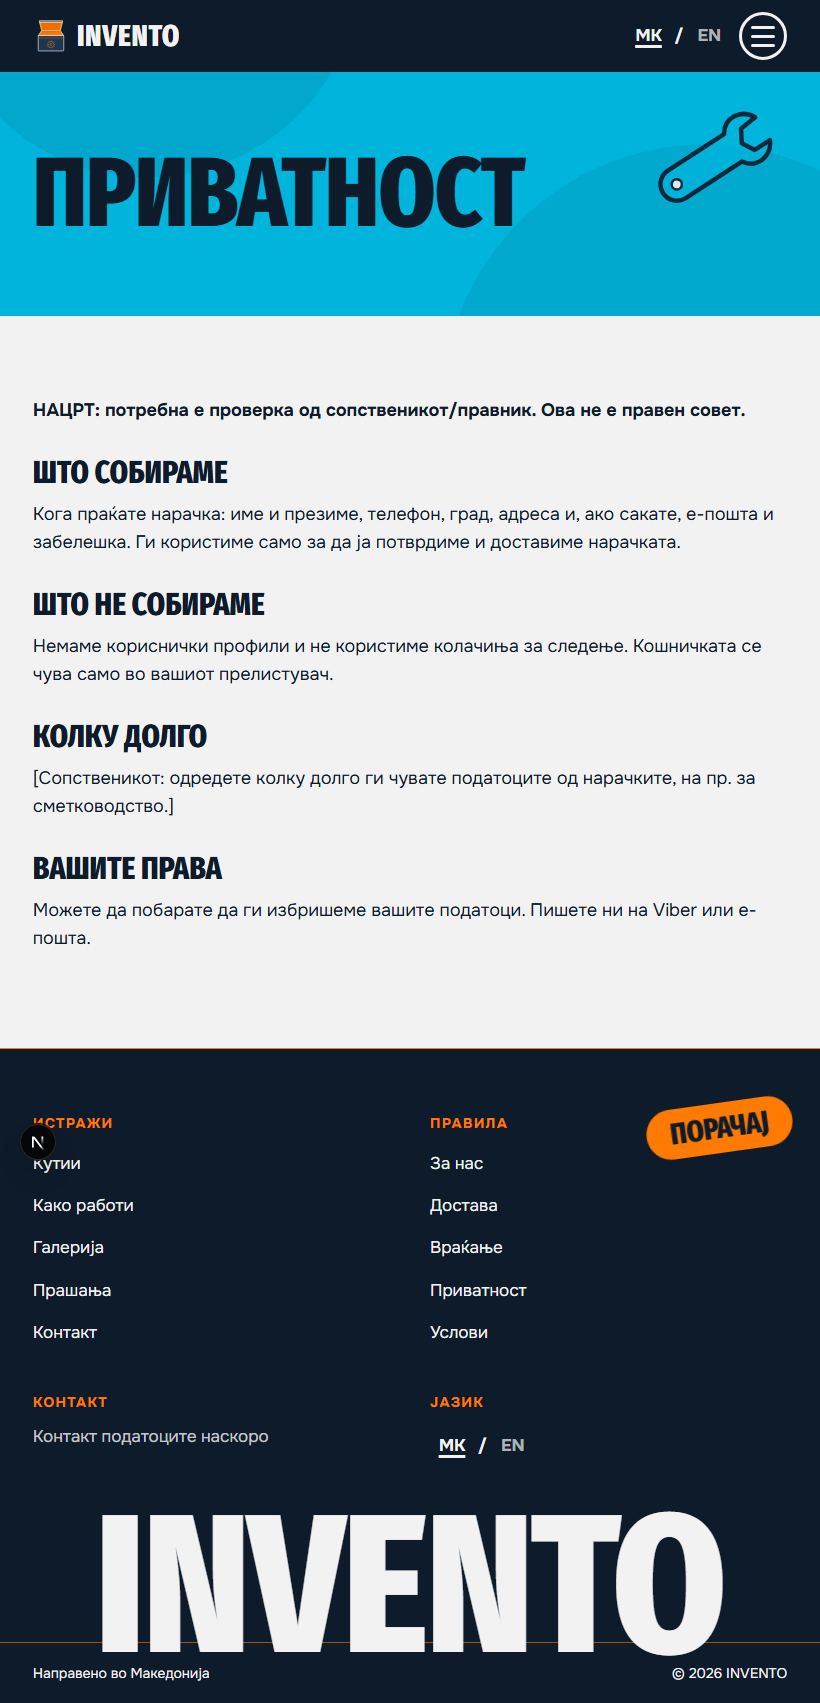 INVENTO
MK / EN
ПРИВАТНОСТ
НАЦРТ: потребна е проверка од сопственикот/правник. Ова не е правен совет.
ШТО СОБИРАМЕ
Кога праќате нарачка: име и презиме, телефон, град, адреса и, ако сакате, е-пошта и
забелешка. Ги користиме само за да ја потврдиме и доставиме нарачката.
ШТО НЕ СОБИРАМЕ
Немаме кориснички профили и не користиме колачиња за следење. Кошничката се
чува само во вашиот прелистувач.
КОЛКУ ДОЛГО
[Сопственикот: одредете колку долго ги чувате податоците од нарачките, на пр. за
сметководство.]
ВАШИТЕ ПРАВА
Можете да побарате да ги избришеме вашите податоци. Пишете ни на Viber или е-
пошта.
ИСТРАЖИ
Кутии
Како работи
Галерија
Прашања
Контакт
ПРАВИЛА
За нас
Достава
Враќање
Приватност
Услови
ПОРАЧАЈ
КОНТАКТ
Контакт податоците наскоро
ЈАЗИК
MK / EN
INVENTO
Направено во Македонија
© 2026 INVENTO